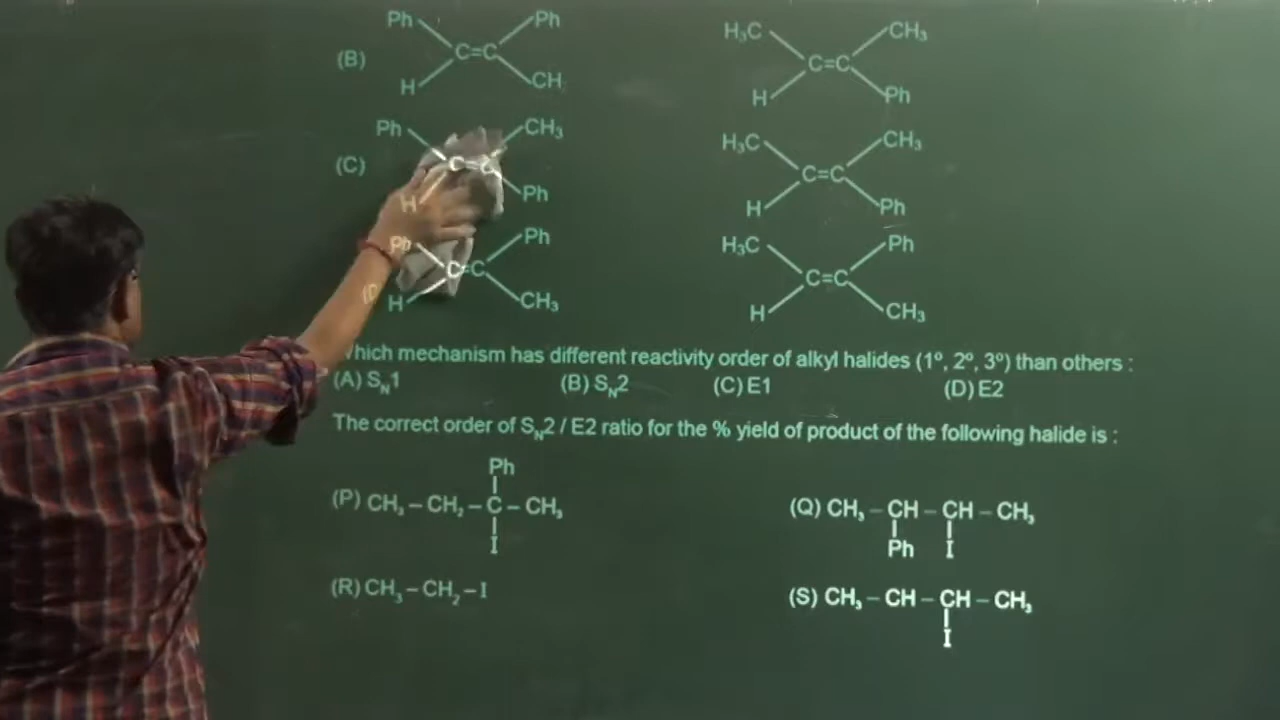 Ph Ph H₃C CH₃
(B) C=C C=C
H CH H Ph
Ph CH₃ H₃C CH₃
(C) C=C C=C
H Ph H Ph
Ph Ph H₃C Ph
(D C=C C=C
H CH₃ H CH₃
hich mechanism has different reactivity order of alkyl halides (1º, 2º, 3º) than others :
(A) S_N1 (B) S_N2 (C) E1 (D) E2
The correct order of S_N2 / E2 ratio for the % yield of product of the following halide is :
Ph
(P) CH₃ – CH₂ – C – CH₃ (Q) CH₃ – CH – CH – CH₃
I Ph I
(R) CH₃ – CH₂ – I (S) CH₃ – CH – CH – CH₃
I